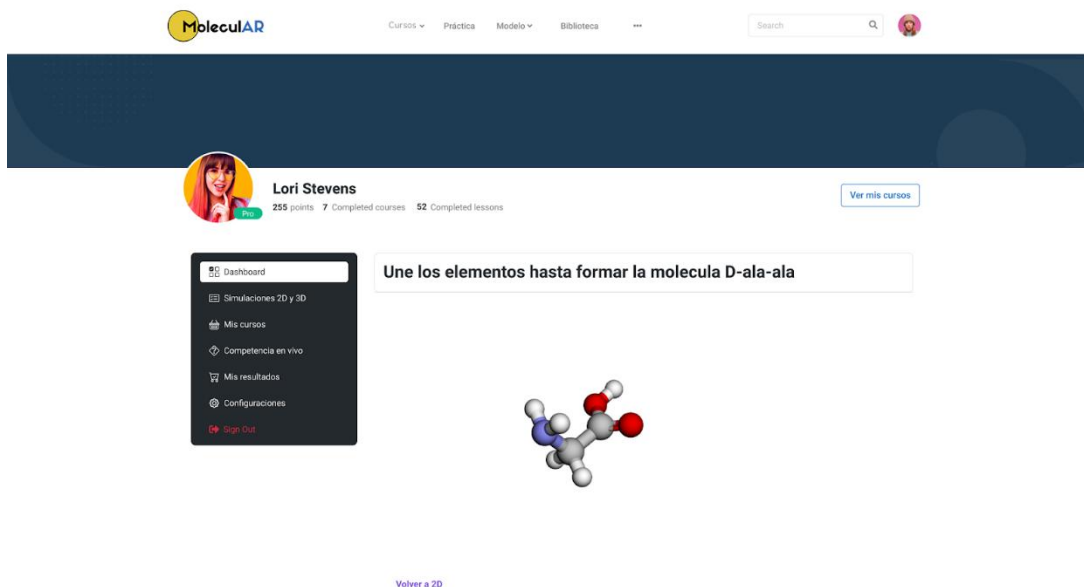 MoleculAR
Cursos Práctica Modelo Biblioteca ••• Search
Pro
Lori Stevens
255 points 7 Completed courses 52 Completed lessons
Ver mis cursos
Dashboard
Simulaciones 2D y 3D
Mis cursos
Competencia en vivo
Mis resultados
Configuraciones
Sign Out
Une los elementos hasta formar la molecula D-ala-ala
Volver a 2D